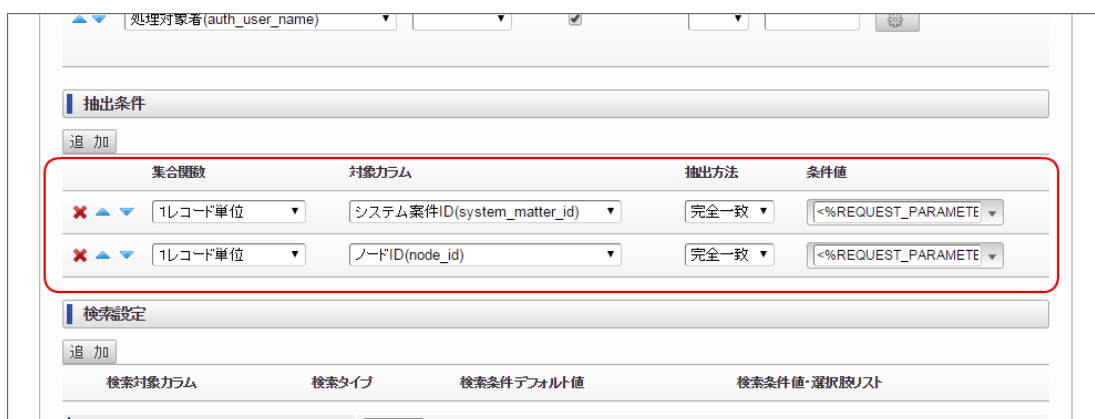 処理対象者(auth_user_name)
抽出条件
追 加
集合関数 対象カラム 抽出方法 条件値
1レコード単位 システム案件ID(system_matter_id) 完全一致 <%REQUEST_PARAMETE
1レコード単位 ノードID(node_id) 完全一致 <%REQUEST_PARAMETE
検索設定
追 加
検索対象カラム 検索タイプ 検索条件デフォルト値 検索条件値・選択肢リスト